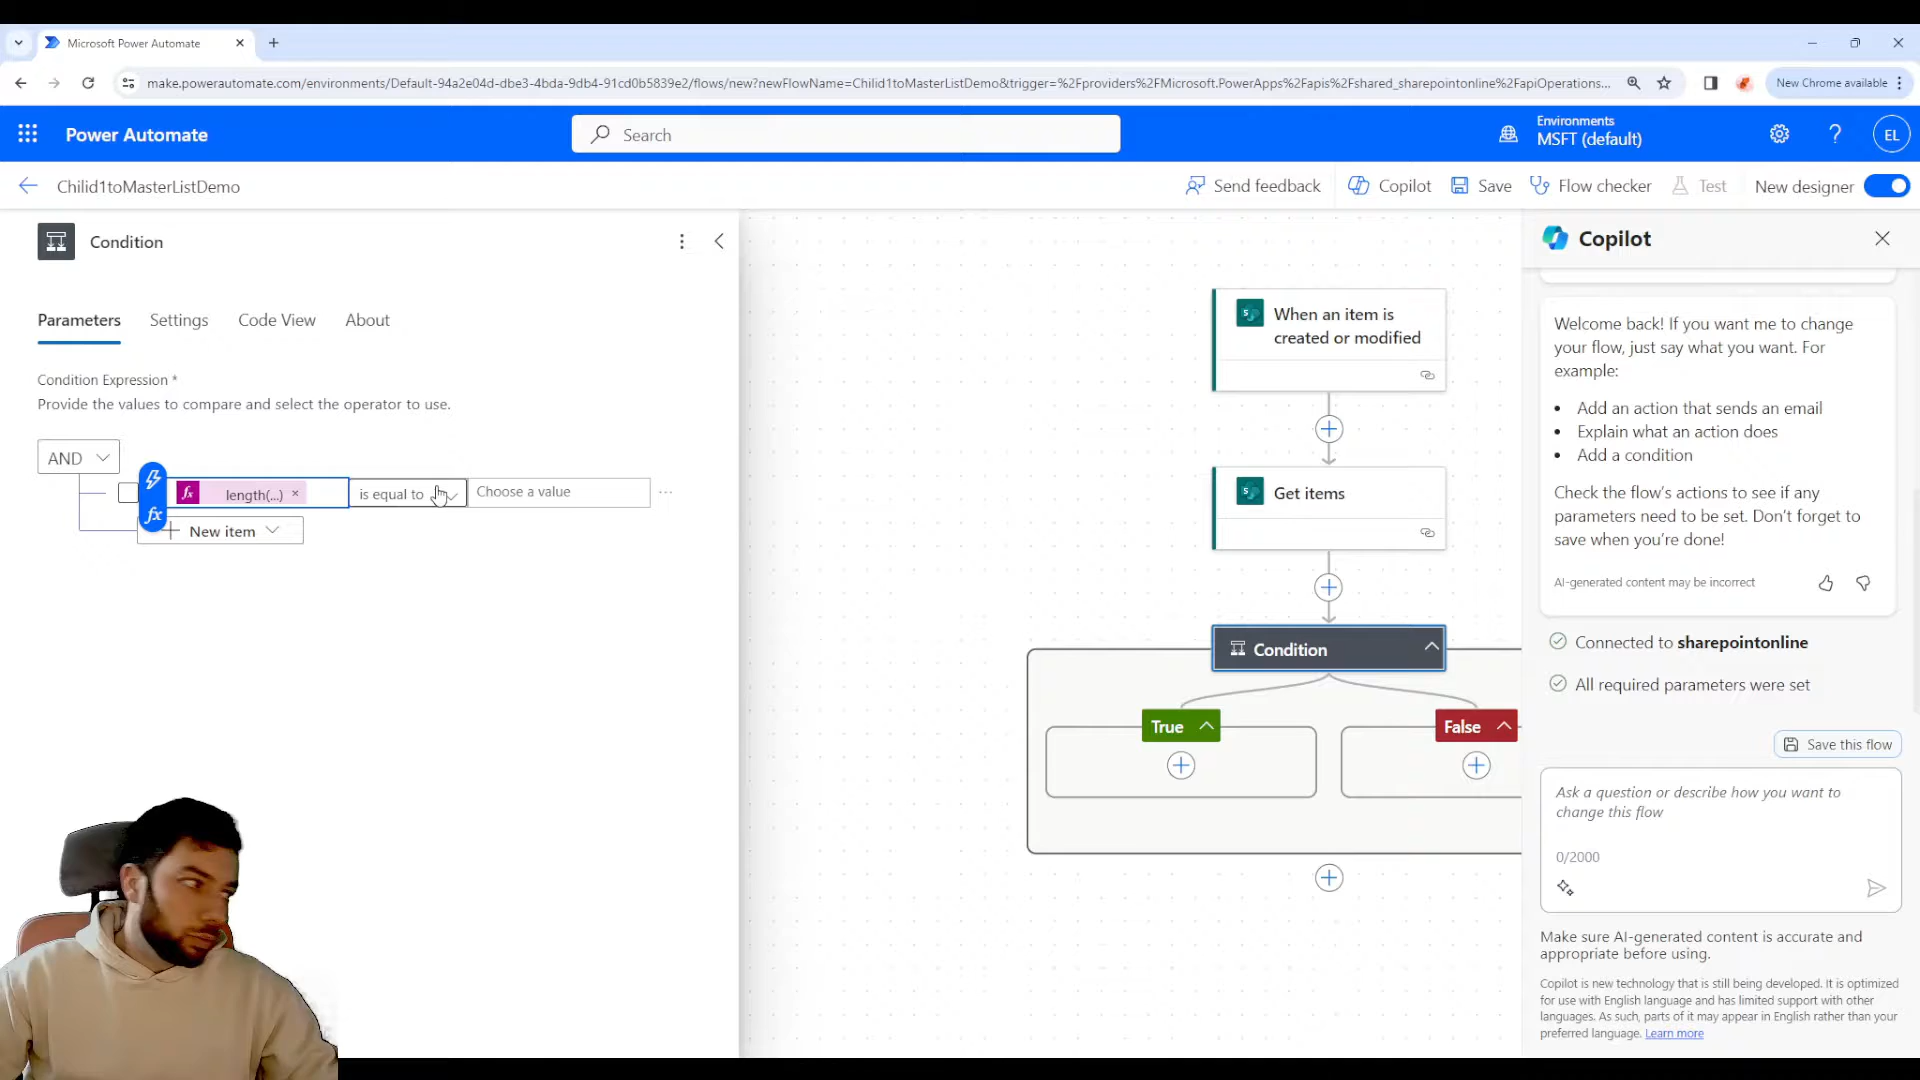 Microsoft Power Automate
make.powerautomate.com/environments/Default-94a2e04d-dbe3-4bda-9db4-91cd0b5839e2/flows/new?newFlowName=Chilid1toMasterListDemo&trigger=%2Fproviders%2FMicrosoft.PowerApps%2Fapis%2Fshared_sharepointonline%2FapiOperations...
New Chrome available
Power Automate
Search
Environments
MSFT (default)
EL
Chilid1toMasterListDemo
Send feedback
Copilot
Save
Flow checker
Test
New designer
Condition
Parameters
Settings
Code View
About
Condition Expression *
Provide the values to compare and select the operator to use.
AND
fx
length(...)
is equal to
Choose a value
fx
New item
When an item is
created or modified
Get items
Condition
True
False
Copilot
Welcome back! If you want me to change
your flow, just say what you want. For
example:
• Add an action that sends an email
• Explain what an action does
• Add a condition
Check the flow's actions to see if any
parameters need to be set. Don't forget to
save when you're done!
AI-generated content may be incorrect
Connected to sharepointonline
All required parameters were set
Save this flow
Ask a question or describe how you want to
change this flow
0/2000
Make sure AI-generated content is accurate and
appropriate before using.
Copilot is new technology that is still being developed. It is optimized
for use with English language and has limited support with other
languages. As such, parts of it may appear in English rather than your
preferred language. Learn more